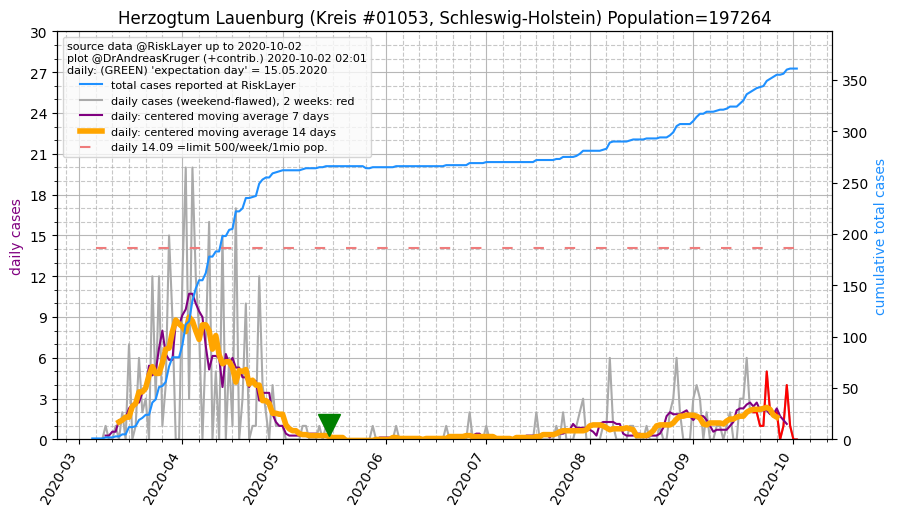 Herzogtum Lauenburg (Kreis #01053, Schleswig-Holstein) Population=197264
source data @RiskLayer up to 2020-10-02
plot @DrAndreasKruger (+contrib.) 2020-10-02 02:01
daily: (GREEN) 'expectation day' = 15.05.2020
total cases reported at RiskLayer
daily cases (weekend-flawed), 2 weeks: red
daily: centered moving average 7 days
daily: centered moving average 14 days
daily 14.09 =limit 500/week/1mio pop.
daily cases
30
27
24
21
18
15
12
9
6
3
0
cumulative total cases
350
300
250
200
150
100
50
0
2020-03
2020-04
2020-05
2020-06
2020-07
2020-08
2020-09
2020-10